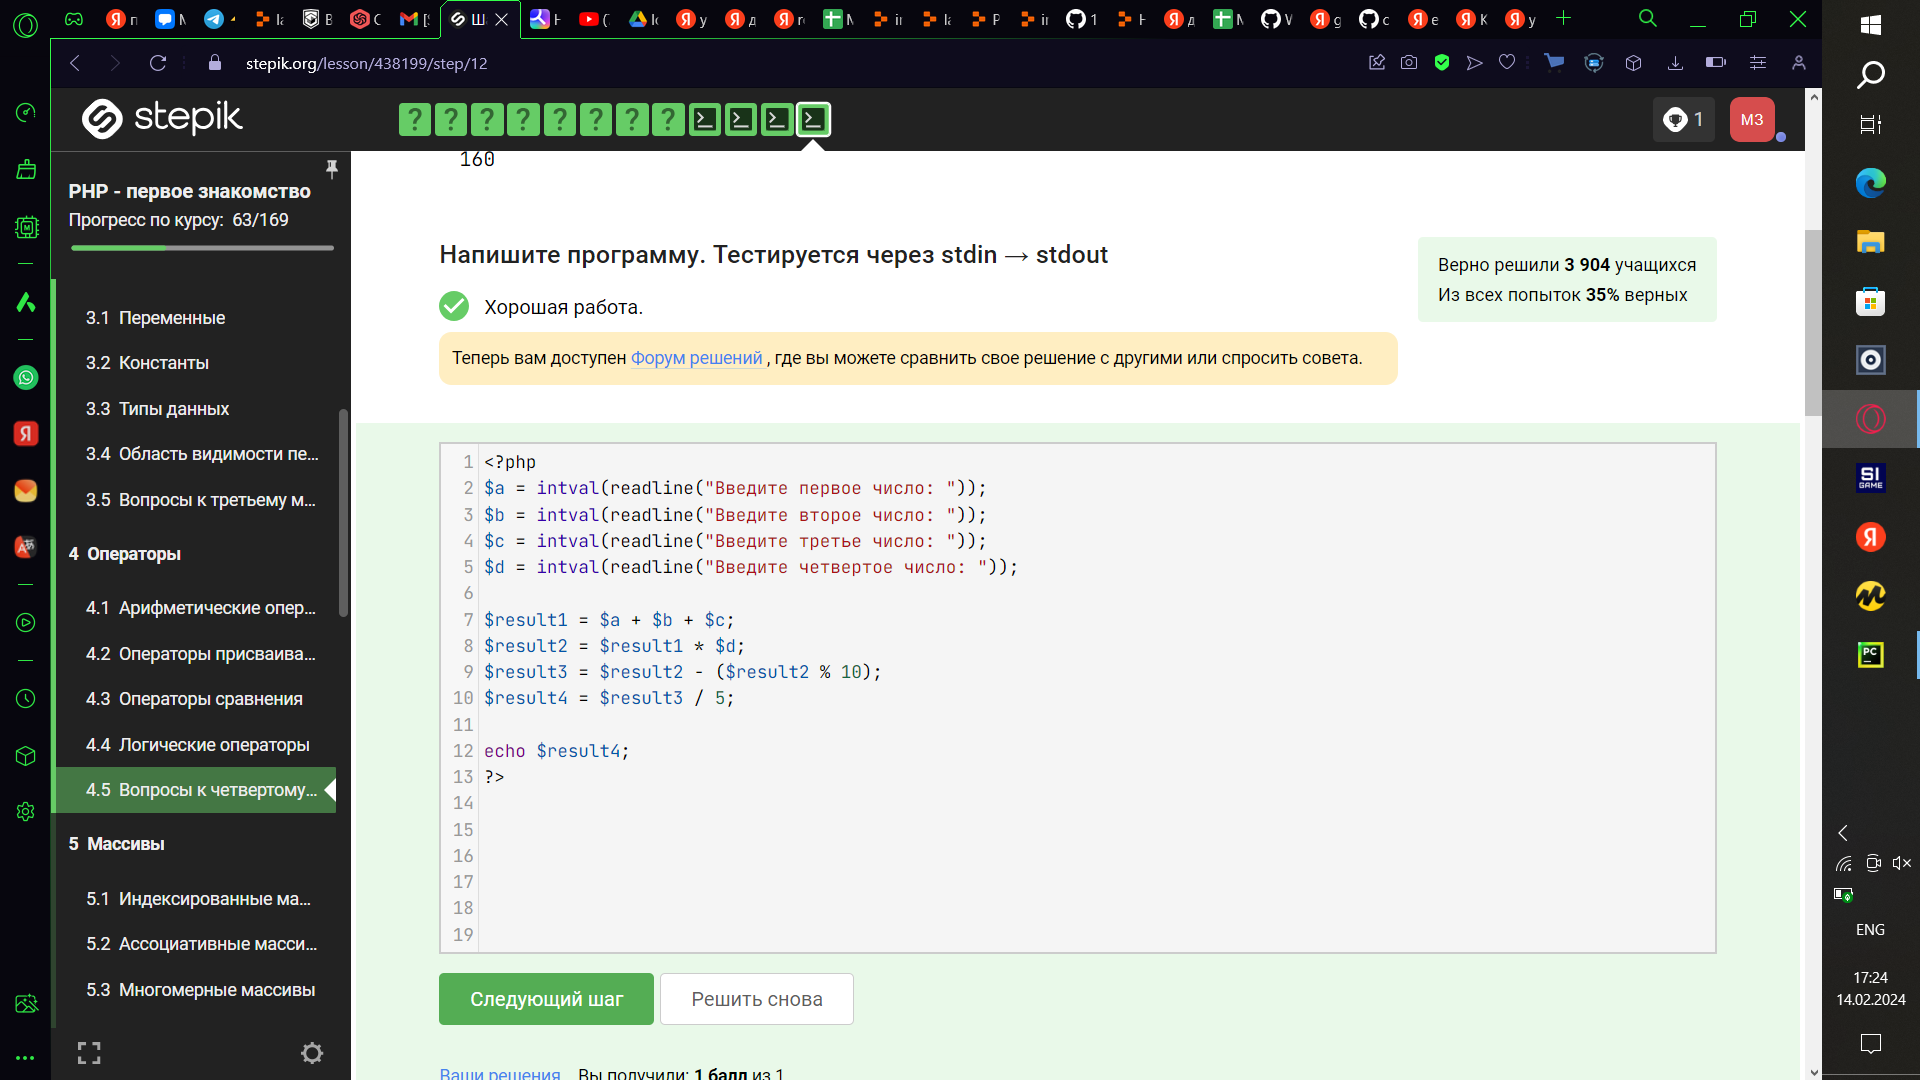 stepik.org/lesson/438199/step/12
stepik
1
МЗ
PHP - первое знакомство
Прогресс по курсу: 63/169
3.1 Переменные
3.2 Константы
3.3 Типы данных
3.4 Область видимости пе...
3.5 Вопросы к третьему м...
4 Операторы
4.1 Арифметические опер...
4.2 Операторы присваива...
4.3 Операторы сравнения
4.4 Логические операторы
4.5 Вопросы к четвертому...
5 Массивы
5.1 Индексированные ма...
5.2 Ассоциативные масси...
5.3 Многомерные массивы
160
Напишите программу. Тестируется через stdin → stdout
Хорошая работа.
Теперь вам доступен Форум решений , где вы можете сравнить свое решение с другими или спросить совета.
Верно решили 3 904 учащихся
Из всех попыток 35% верных
1 <?php
2 $a = intval(readline("Введите первое число: "));
3 $b = intval(readline("Введите второе число: "));
4 $c = intval(readline("Введите третье число: "));
5 $d = intval(readline("Введите четвертое число: "));
6
7 $result1 = $a + $b + $c;
8 $result2 = $result1 * $d;
9 $result3 = $result2 - ($result2 % 10);
10 $result4 = $result3 / 5;
11
12 echo $result4;
13 ?>
14
15
16
17
18
19
Следующий шаг
Решить снова
Ваши решения Вы получили: 1 балл из 1
SI
GAME
PC
ENG
17:24
14.02.2024